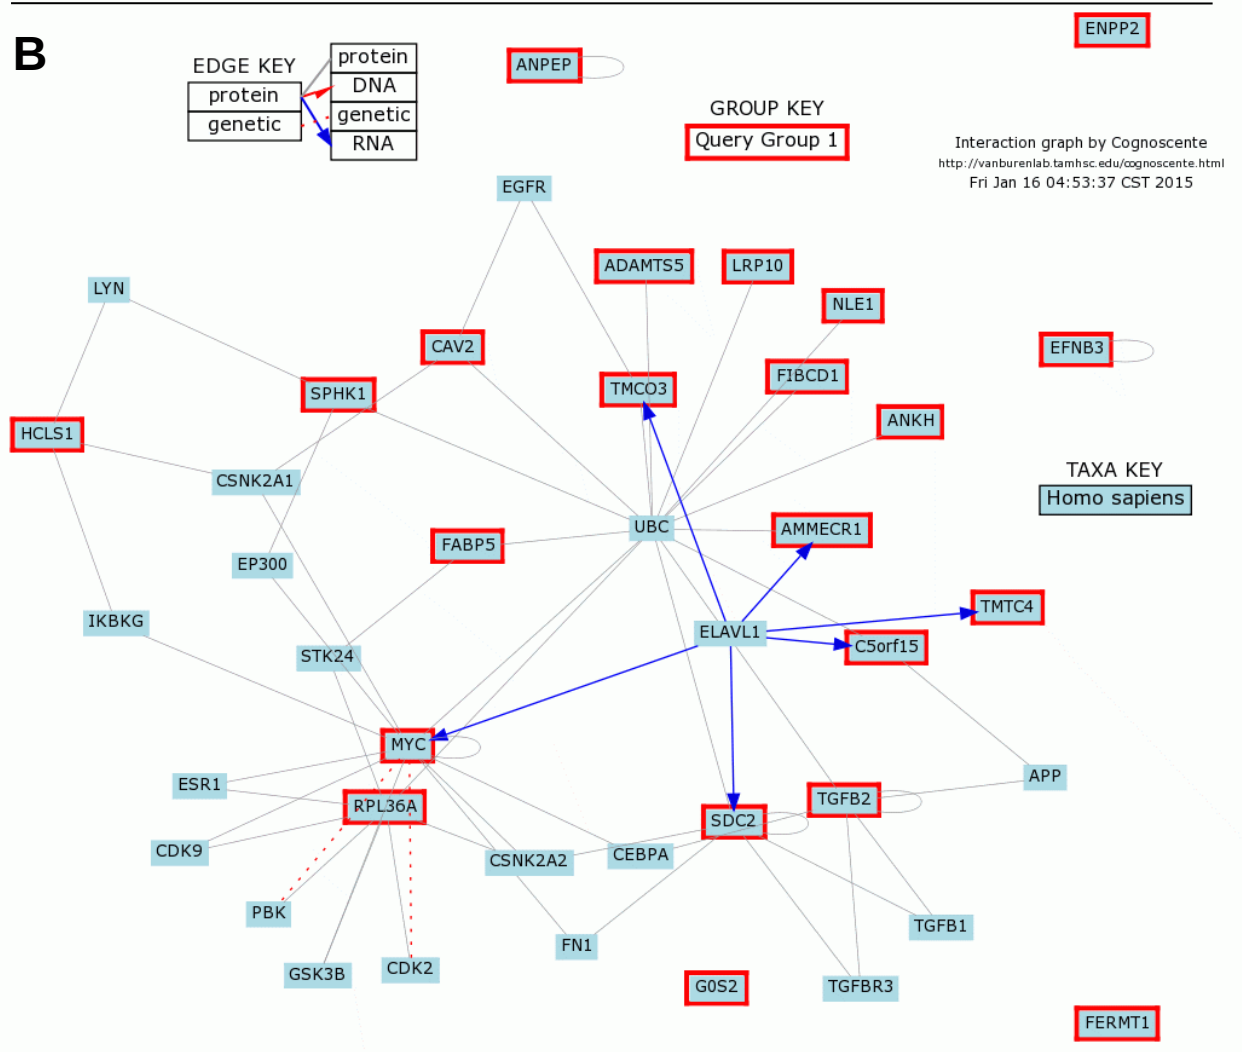 B
EDGE KEY
protein
genetic
protein
DNA
genetic
RNA
ANPEP
ENPP2
GROUP KEY
Query Group 1
Interaction graph by Cognoscente
http://vanburenlab.tamhsc.edu/cognoscente.html
Fri Jan 16 04:53:37 CST 2015
EGFR
ADAMTS5
LRP10
LYN
NLE1
CAV2
EFNB3
SPHK1
TMCO3
FIBCD1
HCLS1
ANKH
CSNK2A1
TAXA KEY
Homo sapiens
UBC
AMMECR1
FABP5
EP300
TMTC4
IKBKG
ELAVL1
C5orf15
STK24
MYC
ESR1
APP
RPL36A
TGFB2
SDC2
CDK9
CSNK2A2
CEBPA
PBK
TGFB1
FN1
GSK3B
CDK2
G0S2
TGFBR3
FERMT1